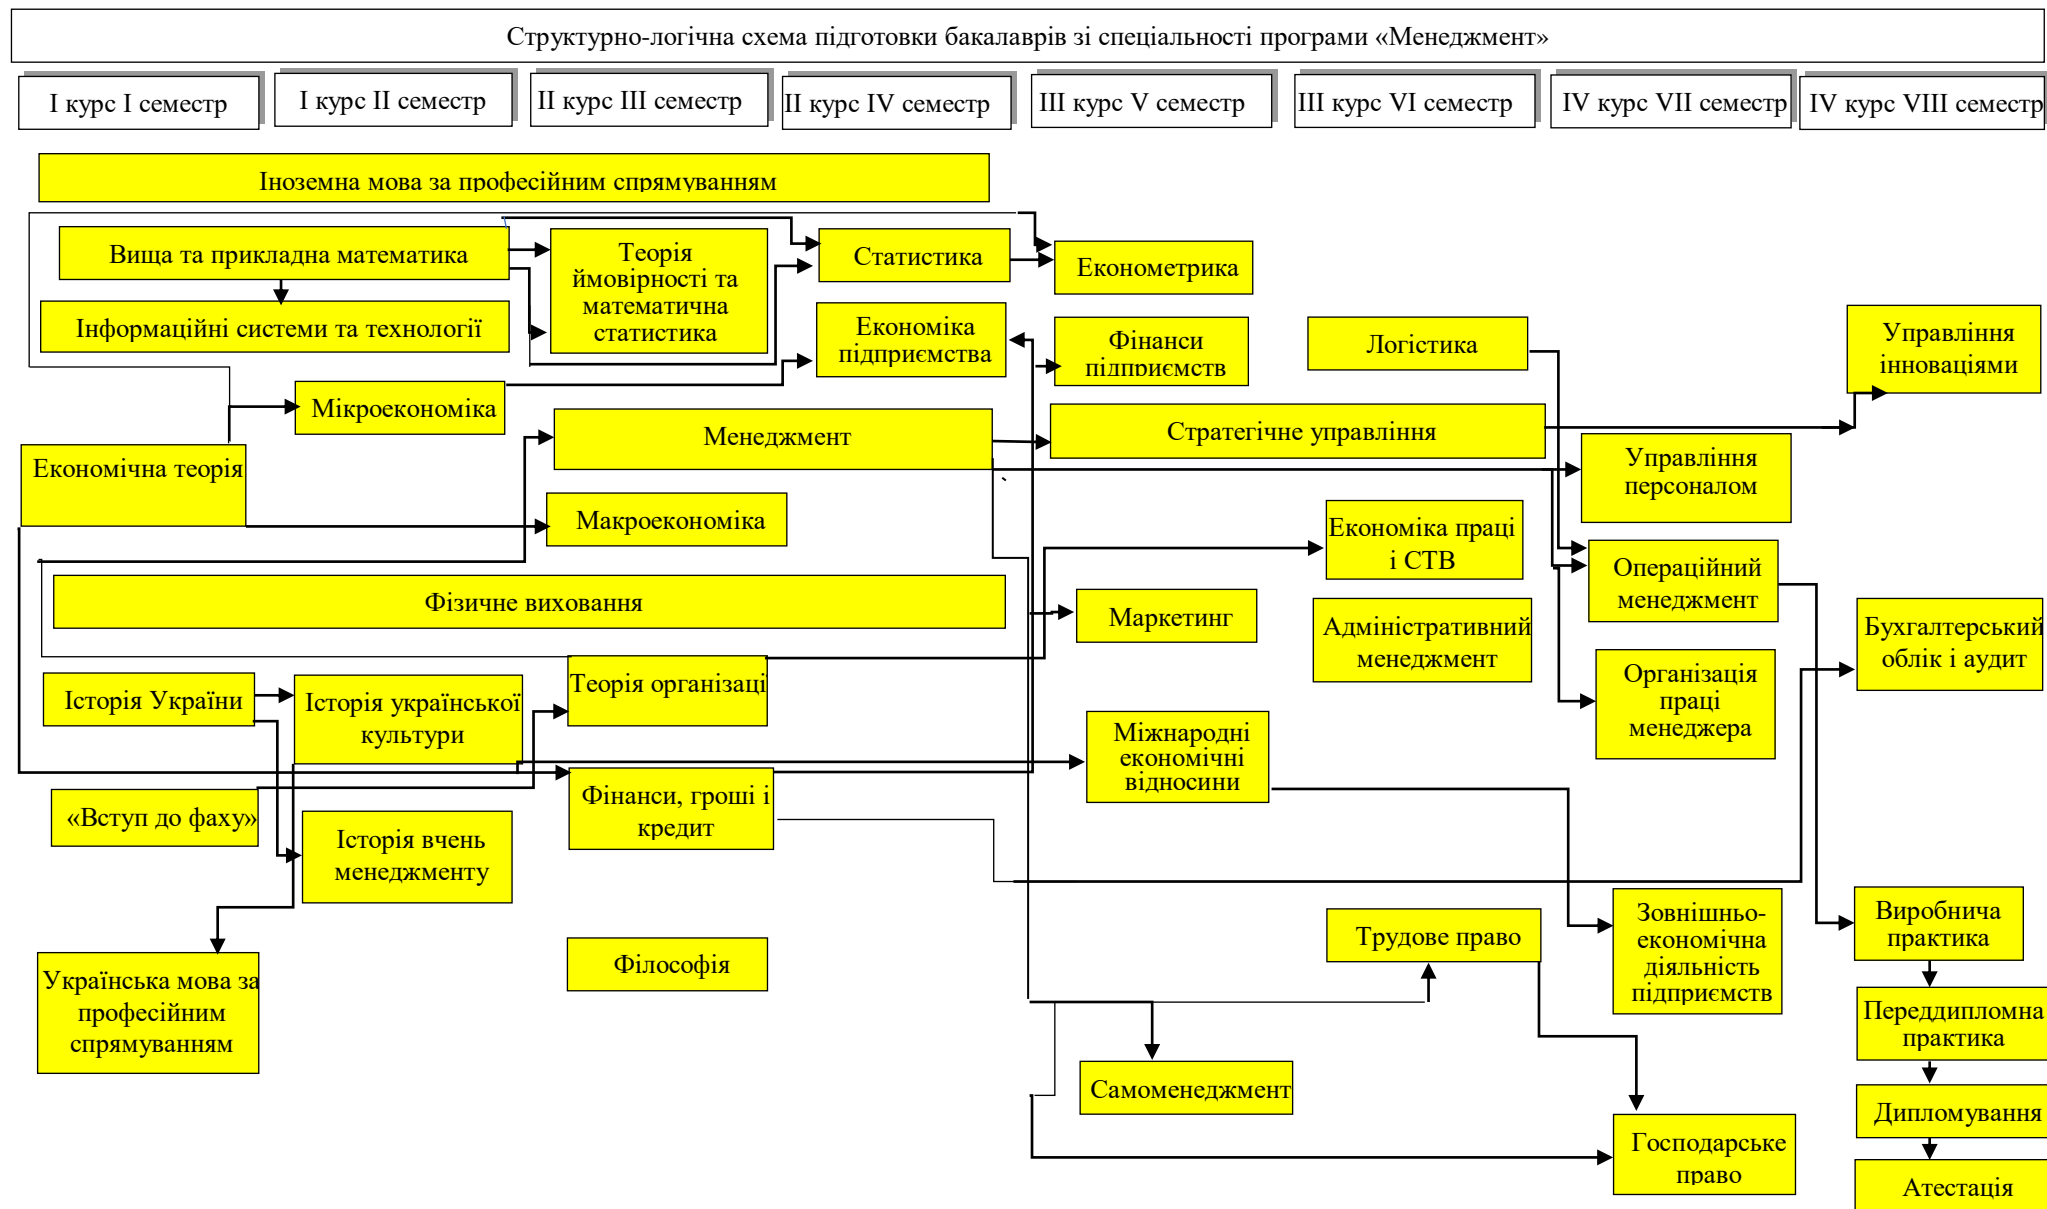 Структурно-логічна схема підготовки бакалаврів зі спеціальності програми «Менеджмент»
І курс І семестр
І курс ІІ семестр
ІІ курс ІІІ семестр
ІІ курс ІV семестр
ІІІ курс V семестр
ІІІ курс VІ семестр
ІV курс VІІ семестр
ІV курс VІІІ семестр
Іноземна мова за професійним спрямуванням
Вища та прикладна математика
Теорія
ймовірності та
математична
статистика
Статистика
Економетрика
Інформаційні системи та технології
Економіка
підприємства
Фінанси
підприємств
Логістика
Управління
інноваціями
Мікроекономіка
Менеджмент
Стратегічне управління
Економічна теорія
Управління
персоналом
Макроекономіка
Економіка праці
і СТВ
Операційний
менеджмент
Фізичне виховання
Маркетинг
Адміністративний
менеджмент
Бухгалтерський
облік і аудит
Історія України
Історія української
культури
Теорія організаці
Організація
праці
менеджера
Міжнародні
економічні
відносини
«Вступ до фаху»
Історія вчень
менеджменту
Фінанси, гроші і
кредит
Українська мова за
професійним
спрямуванням
Філософія
Трудове право
Зовнішньо-
економічна
діяльність
підприємств
Виробнича
практика
Переддипломна
практика
Самоменеджмент
Дипломування
Господарське
право
Атестація